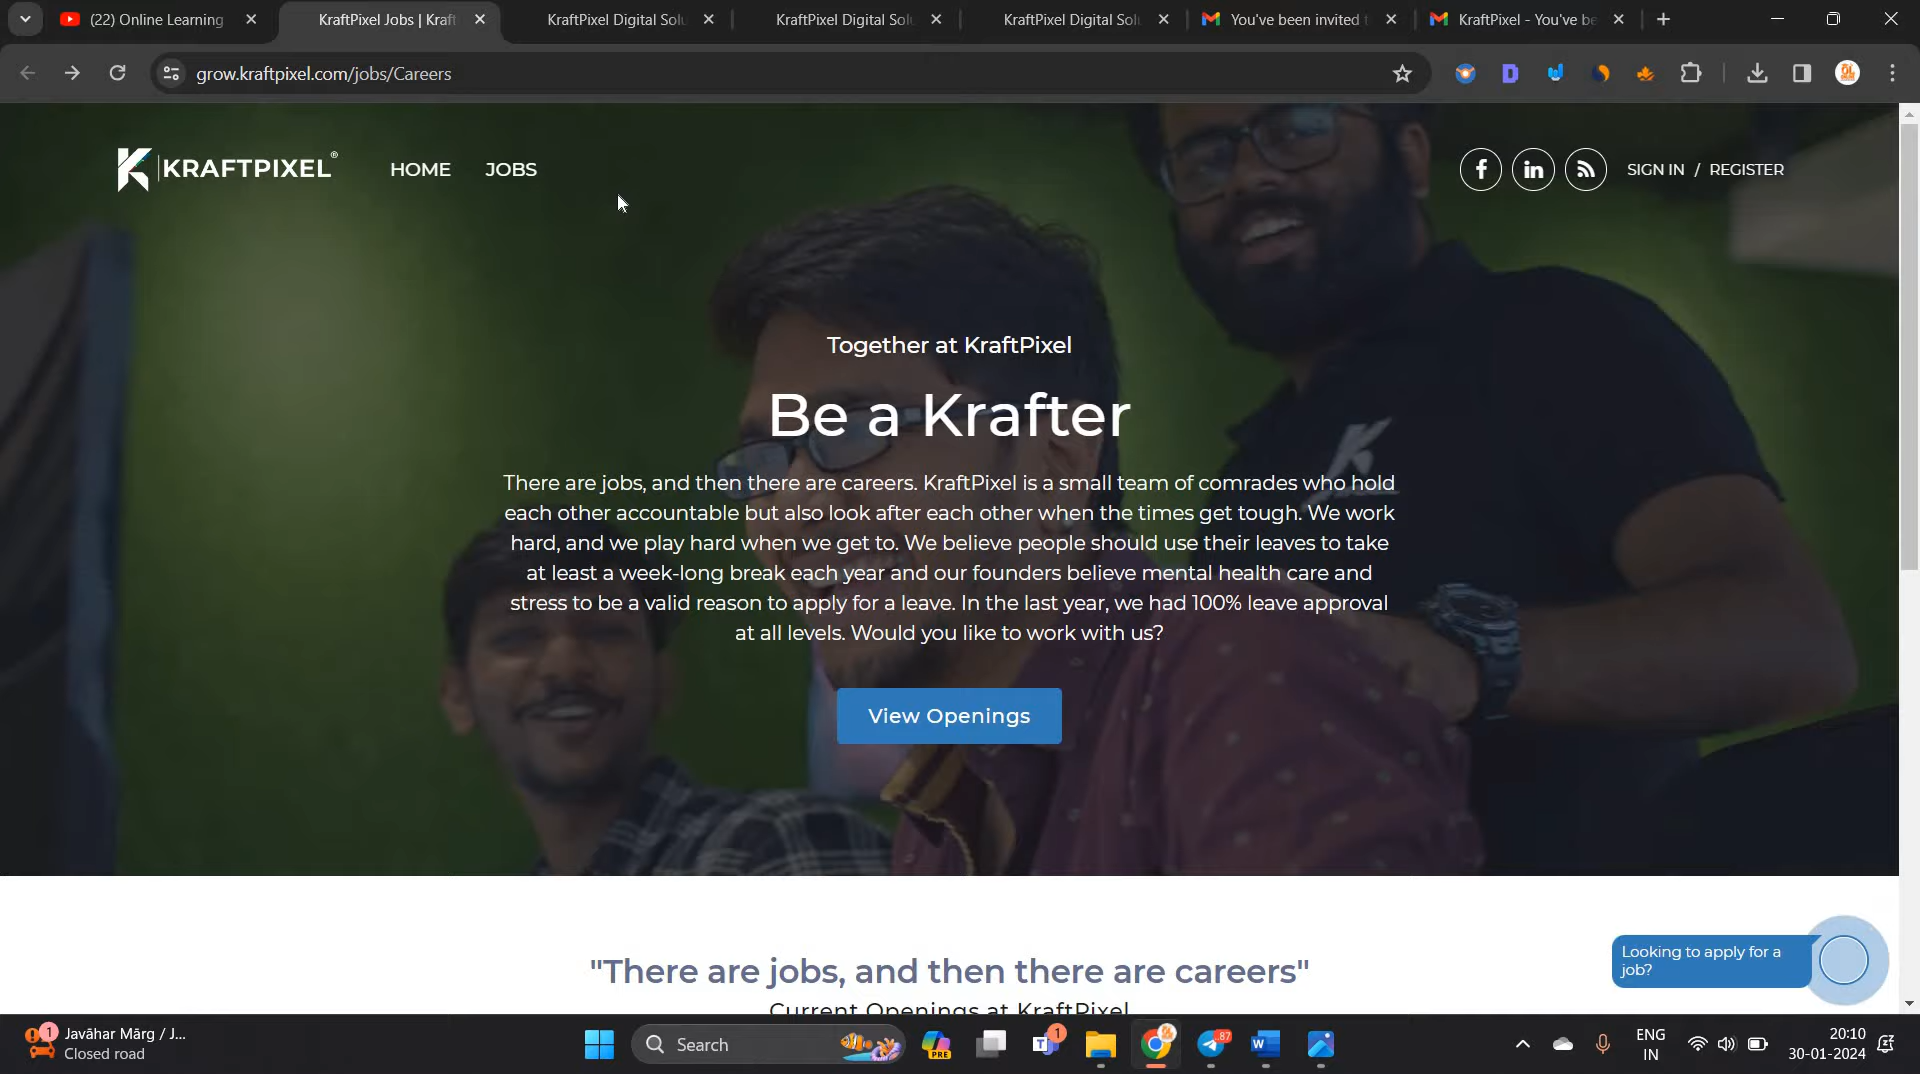 (22) Online Learning
KraftPixel Jobs | Kraft
KraftPixel Digital Solu
KraftPixel Digital Solu
KraftPixel Digital Solu
You've been invited t
KraftPixel - You've be
grow.kraftpixel.com/jobs/Careers
KRAFTPIXEL®
HOME
JOBS
SIGN IN / REGISTER
Together at KraftPixel
Be a Krafter
There are jobs, and then there are careers. KraftPixel is a small team of comrades who hold
each other accountable but also look after each other when the times get tough. We work
hard, and we play hard when we get to. We believe people should use their leaves to take
at least a week-long break each year and our founders believe mental health care and
stress to be a valid reason to apply for a leave. In the last year, we had 100% leave approval
at all levels. Would you like to work with us?
View Openings
"There are jobs, and then there are careers"
Current Openings at KraftPixel
Looking to apply for a
job?
1
Javāhar Mārg / J...
Closed road
Search
PRE
1
87
ENG
IN
20:10
30-01-2024